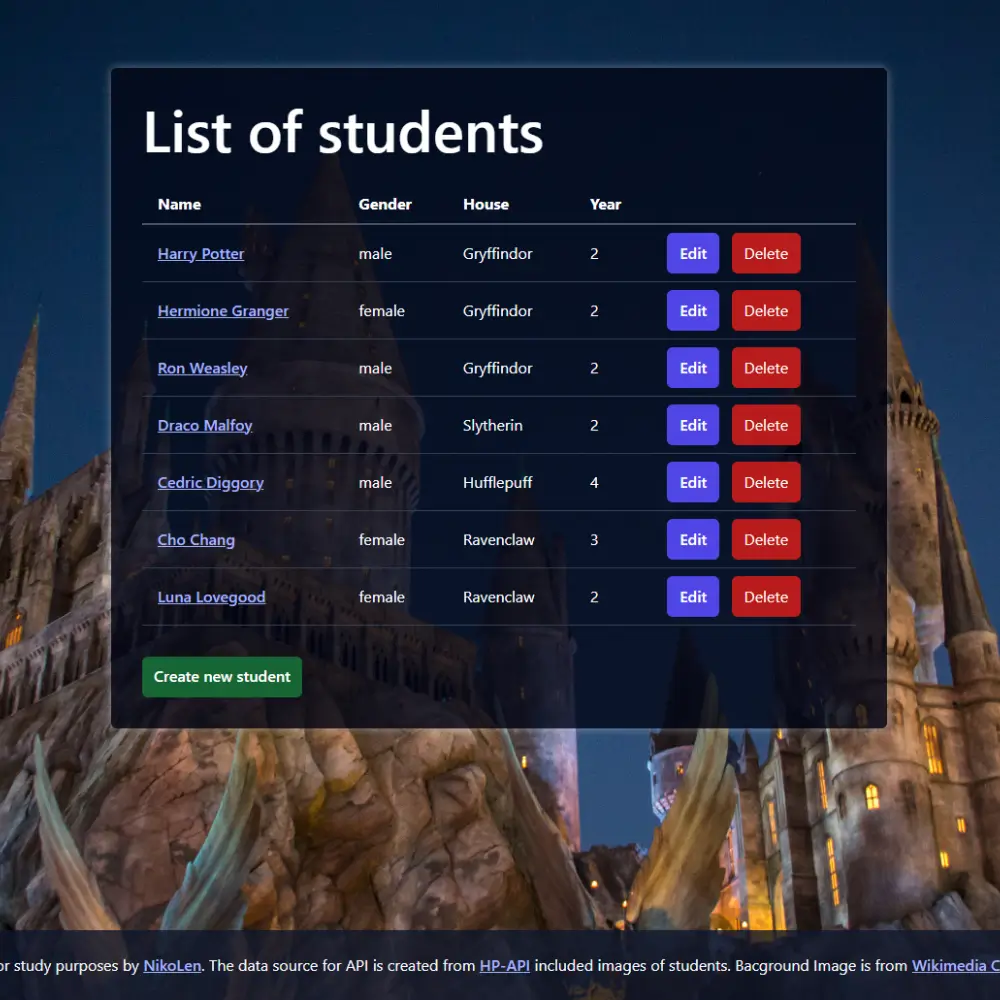 List of students
Name Gender House Year
Harry Potter male Gryffindor 2 Edit Delete
Hermione Granger female Gryffindor 2 Edit Delete
Ron Weasley male Gryffindor 2 Edit Delete
Draco Malfoy male Slytherin 2 Edit Delete
Cedric Diggory male Hufflepuff 4 Edit Delete
Cho Chang female Ravenclaw 3 Edit Delete
Luna Lovegood female Ravenclaw 2 Edit Delete
Create new student
or study purposes by NikoLen. The data source for API is created from HP-API included images of students. Bacground Image is from Wikimedia C